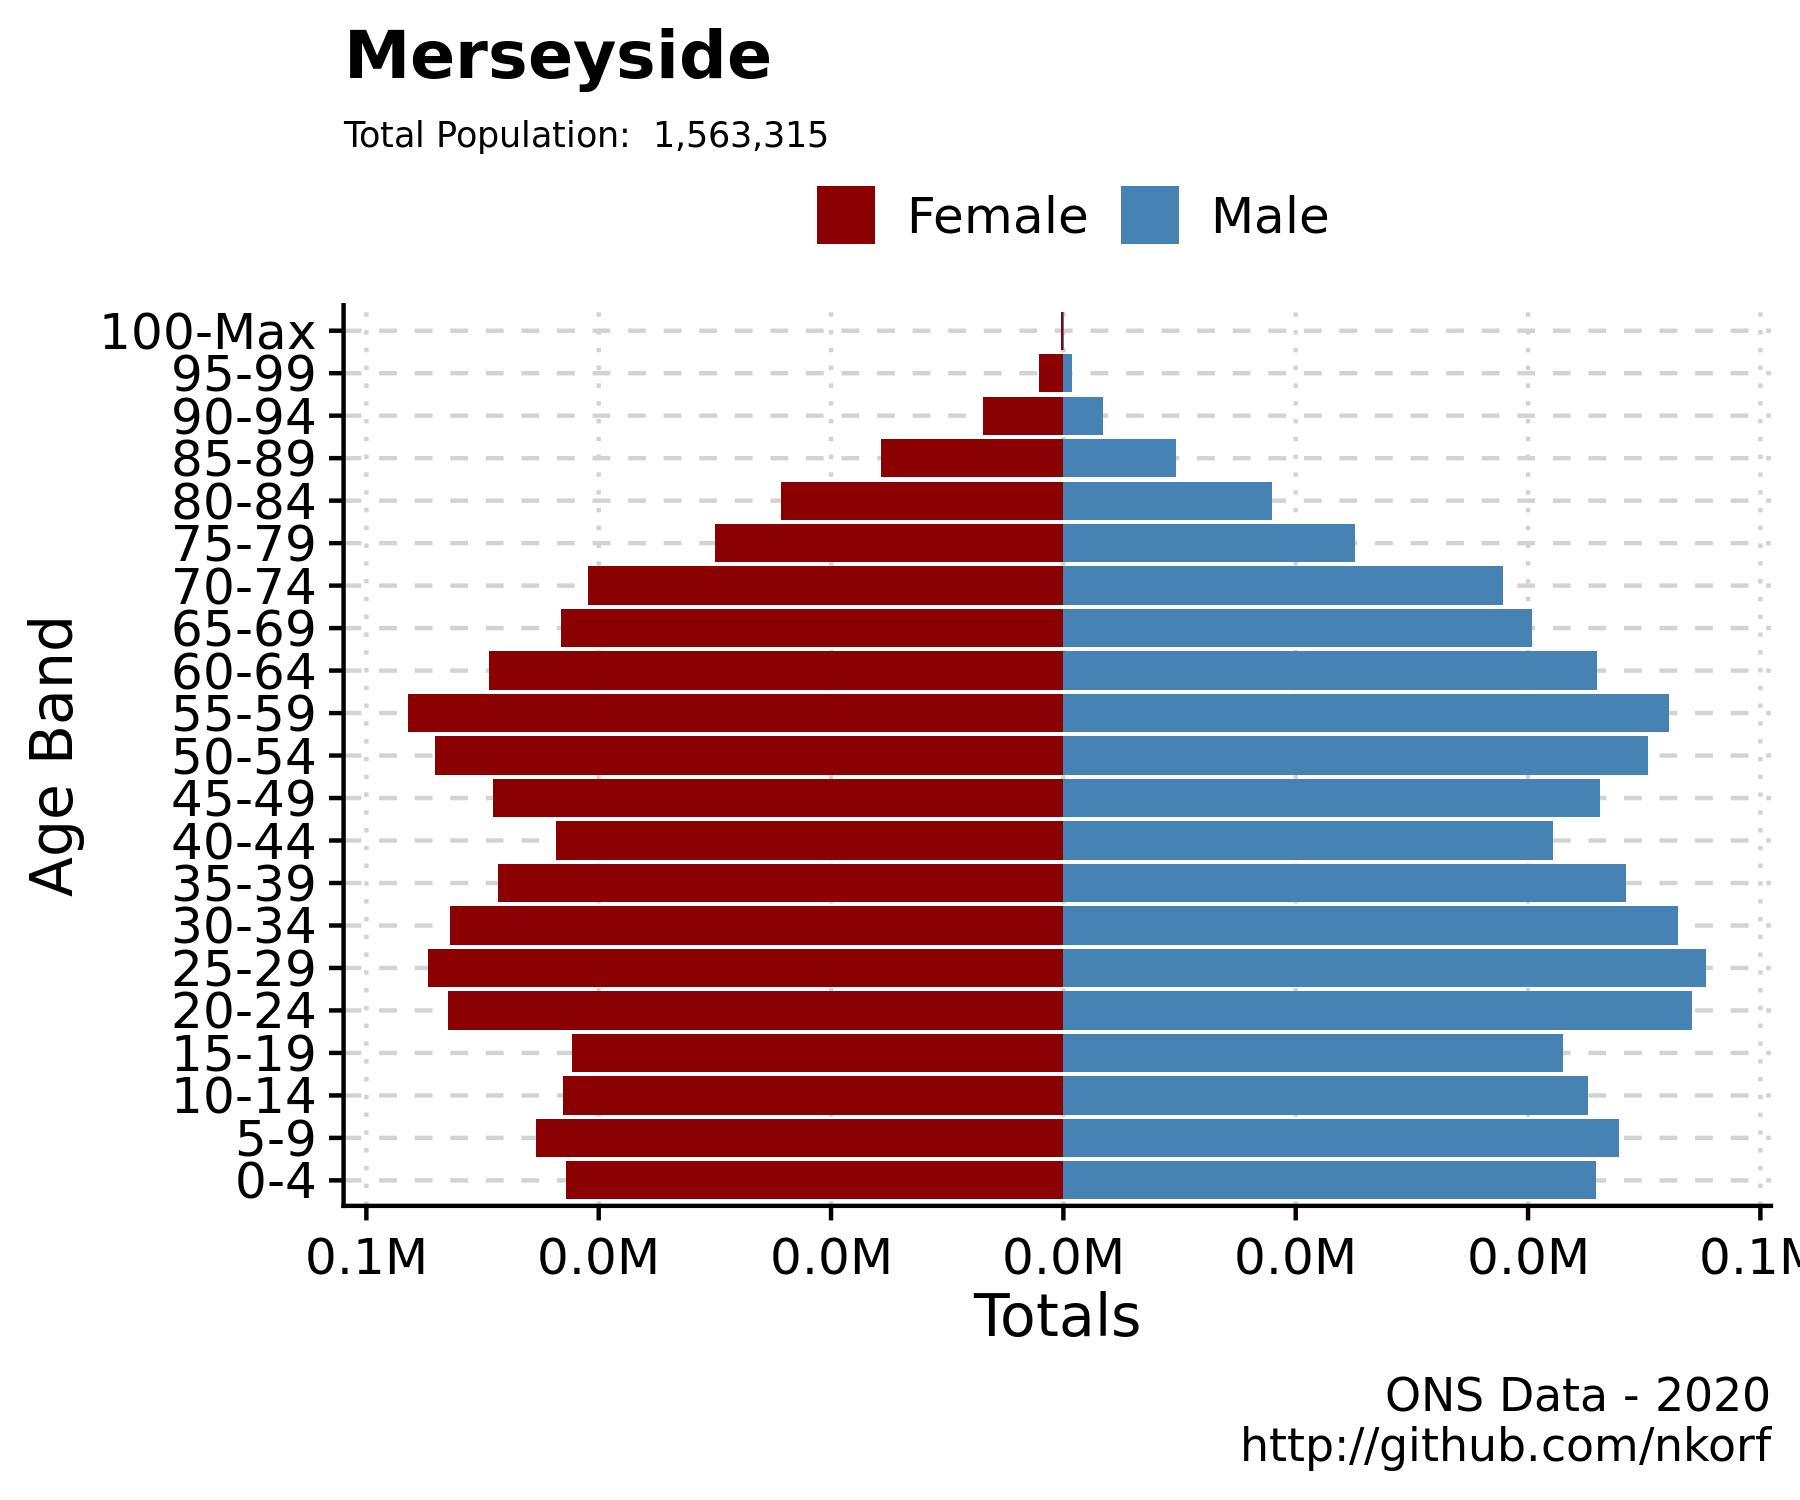 Merseyside
Total Population:  1,563,315
Female Male
100-Max
95-99
90-94
85-89
80-84
75-79
70-74
65-69
60-64
55-59
50-54
45-49
40-44
35-39
30-34
25-29
20-24
15-19
10-14
5-9
0-4
Age Band
0.1M 0.0M 0.0M 0.0M 0.0M 0.0M 0.1M
Totals
ONS Data - 2020
http://github.com/nkorf